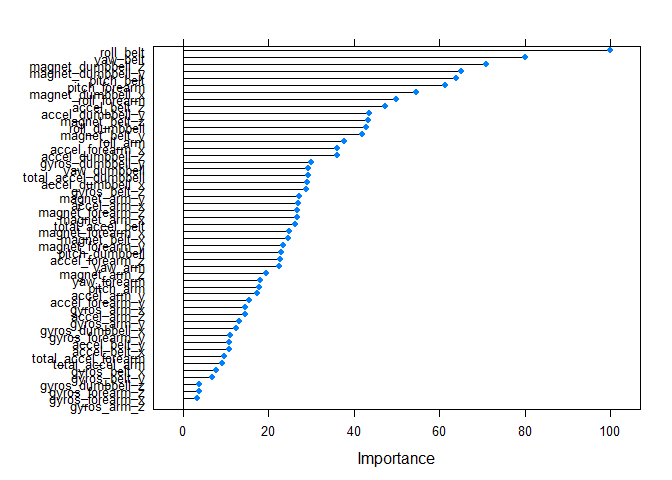 roll_belt
yaw_belt
magnet_dumbbell_z
magnet_dumbbell_y
pitch_belt
pitch_forearm
magnet_dumbbell_x
roll_forearm
accel_belt_z
accel_dumbbell_y
magnet_belt_z
roll_dumbbell
magnet_belt_y
roll_arm
accel_forearm_x
accel_dumbbell_z
gyros_dumbbell_y
yaw_dumbbell
total_accel_dumbbell
accel_dumbbell_x
gyros_belt_z
magnet_arm_y
accel_arm_x
magnet_forearm_z
magnet_arm_x
total_accel_belt
magnet_forearm_x
magnet_belt_x
magnet_forearm_y
pitch_dumbbell
accel_forearm_z
yaw_arm
magnet_arm_z
yaw_forearm
pitch_arm
accel_arm_y
accel_forearm_y
gyros_arm_x
accel_arm_z
gyros_arm_y
gyros_dumbbell_x
gyros_forearm_y
accel_belt_y
accel_belt_x
total_accel_forearm
total_accel_arm
gyros_belt_x
gyros_belt_y
gyros_dumbbell_z
gyros_forearm_z
gyros_forearm_x
gyros_arm_z
0 20 40 60 80 100
Importance